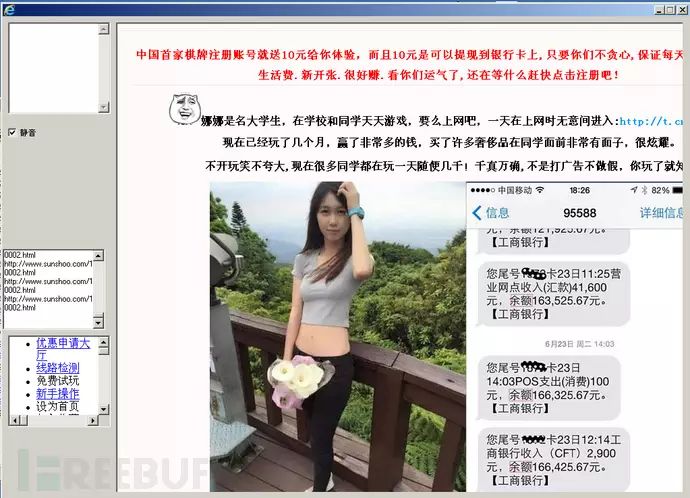 中国首家棋牌注册账号就送10元给你体验，而且10元是可以提现到银行卡上,只要你们不贪心,保证每天
生活费.新开张.很好赚.看你们运气了,还在等什么赶快点击注册吧！
娜娜是名大学生，在学校和同学天天游戏，要么上网吧，一天在上网时无意间进入:http://t.cn
现在已经玩了几个月，赢了非常多的钱，买了许多奢侈品在同学面前非常有面子，很炫耀。
不开玩笑不夸大,现在很多同学都在玩一天随便几千！千真万确,不是打广告不做假，你玩了就知
静音
0002.html
http://www.sunshoo.com/1
0002.html
http://www.sunshoo.com/1
0002.html
http://www.sunshoo.com/1
0002.html
优惠申请大
厅
线路检测
免费试玩
新手操作
设为首页
中国移动
18:26
82%
信息
95588
详细信息
元，余额121,925.67元。
【工商银行】
您尾号
卡23日11:25营
业网点收入(汇款)41,600
元，余额163,525.67元。
【工商银行】
6月23日 周二 14:03
您尾号
卡23日
14:03POS支出(消费)100
元，余额163,425.67元。
【工商银行】
您尾号
卡23日12:14工
商银行收入（CFT）2,900
元，余额166,425.67元。
【工商银行】
FREEBUF